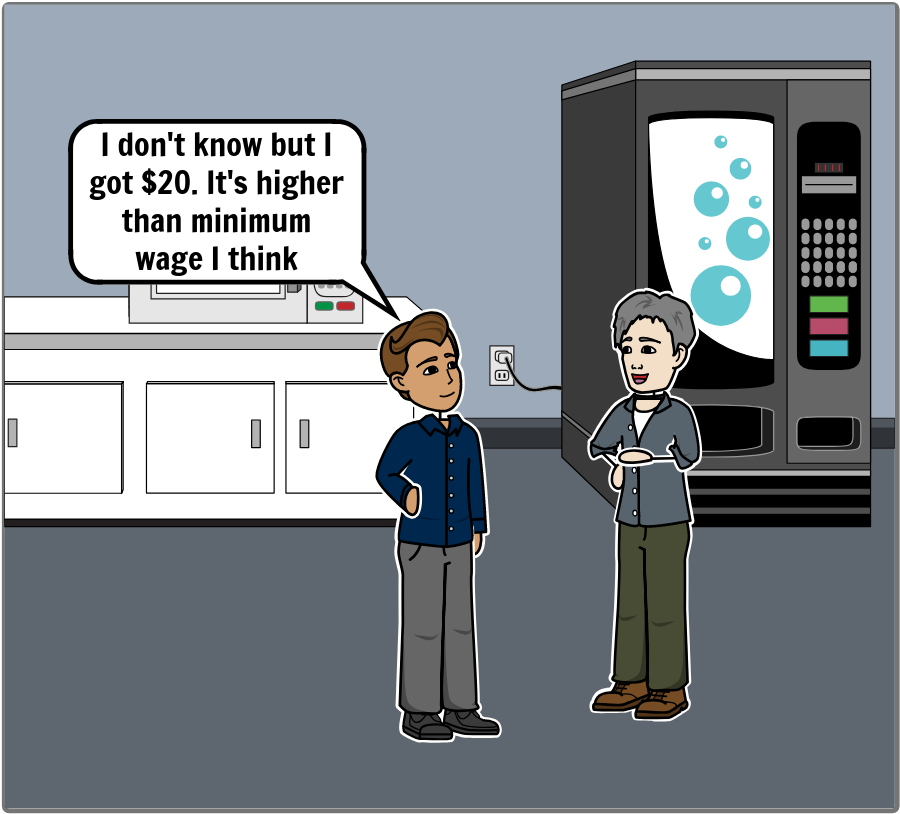 I don't know but I
got $20. It's higher
than minimum
wage I think